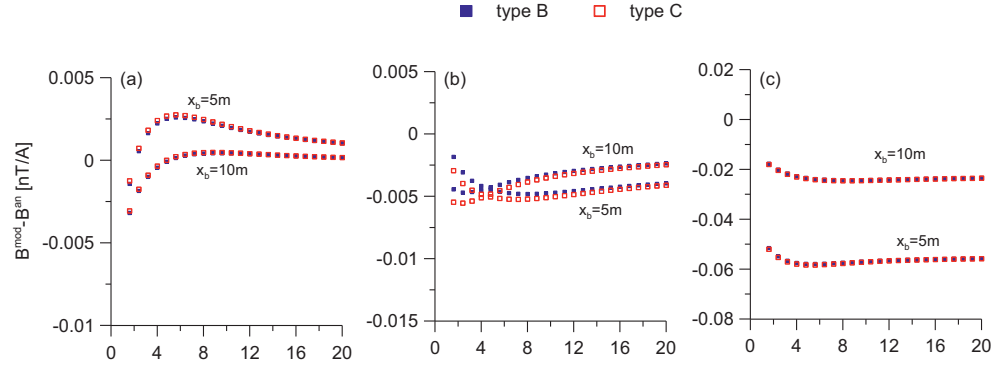 type B type C
(a)
0.005
0
-0.005
-0.01
B^mod-B^an [nT/A]
x_b=5m
x_b=10m
0 4 8 12 16 20
(b)
0.005
0
-0.005
-0.01
-0.015
x_b=10m
x_b=5m
0 4 8 12 16 20
(c)
0.02
0
-0.02
-0.04
-0.06
-0.08
x_b=10m
x_b=5m
0 4 8 12 16 20